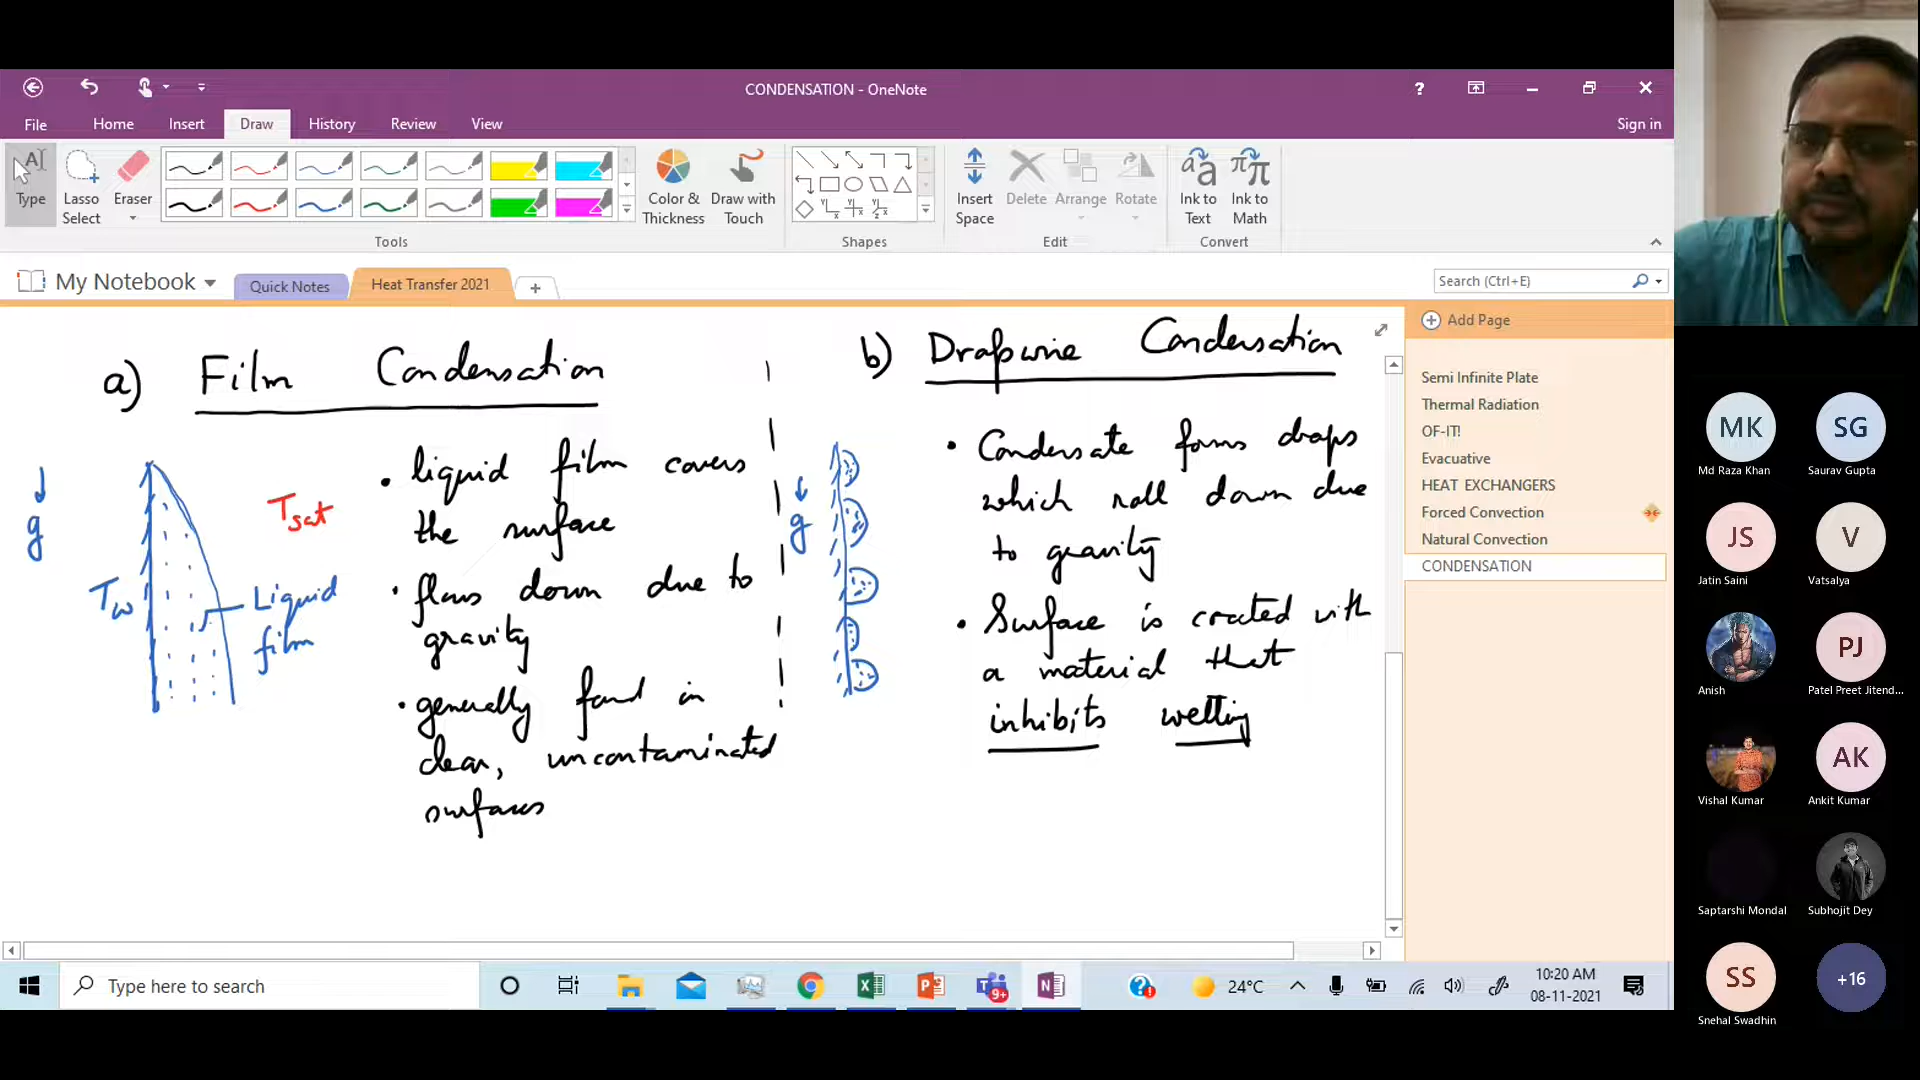 CONDENSATION - OneNote
?
File
Home
Insert
Draw
History
Review
View
Sign in
Type
Lasso Select
Eraser
Color & Thickness
Draw with Touch
Insert Space
Delete
Arrange
Rotate
Ink to Text
Ink to Math
Tools
Shapes
Edit
Convert
My Notebook
Quick Notes
Heat Transfer 2021
Search (Ctrl+E)
Add Page
Semi Infinite Plate
Thermal Radiation
OF-IT!
Evacuative
HEAT EXCHANGERS
Forced Convection
Natural Convection
CONDENSATION
a) Film Condensation
g
Tw
Tsat
Liquid
film
• liquid film covers
the surface
• flows down due to
gravity
• generally found in
clean, uncontaminated
surfaces
b) Dropwise Condensation
g
• Condensate forms drops
which roll down due
to gravity
• Surface is coated with
a material that
inhibits wetting
Type here to search
9+
24°C
10:20 AM
08-11-2021
MK
Md Raza Khan
SG
Saurav Gupta
JS
Jatin Saini
V
Vatsalya
Anish
PJ
Patel Preet Jitend...
Vishal Kumar
AK
Ankit Kumar
Saptarshi Mondal
Subhojit Dey
SS
Snehal Swadhin
+16